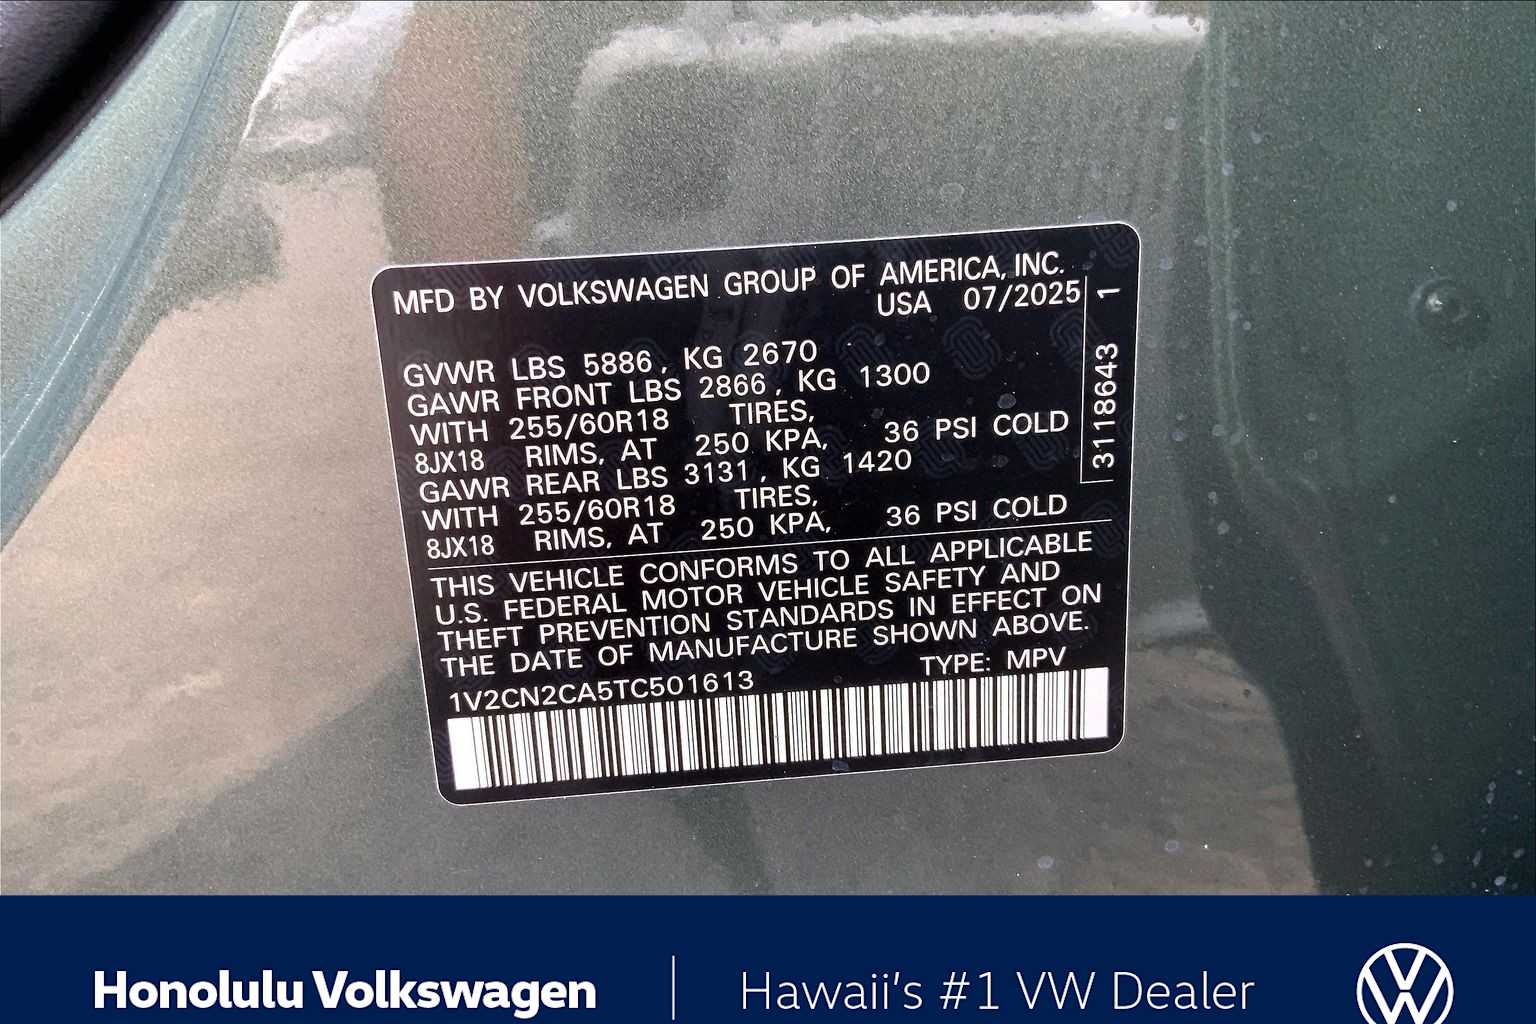 MFD BY VOLKSWAGEN GROUP OF AMERICA, INC.
USA 07/2025
GVWR LBS 5886, KG 2670
GAWR FRONT LBS 2866, KG 1300
WITH 255/60R18 TIRES,
8JX18 RIMS, AT 250 KPA, 36 PSI COLD
GAWR REAR LBS 3131, KG 1420
WITH 255/60R18 TIRES,
8JX18 RIMS, AT 250 KPA, 36 PSI COLD
3118643 1
THIS VEHICLE CONFORMS TO ALL APPLICABLE
U.S. FEDERAL MOTOR VEHICLE SAFETY AND
THEFT PREVENTION STANDARDS IN EFFECT ON
THE DATE OF MANUFACTURE SHOWN ABOVE.
1V2CN2CA5TC501613 TYPE: MPV
Honolulu Volkswagen | Hawaii's #1 VW Dealer